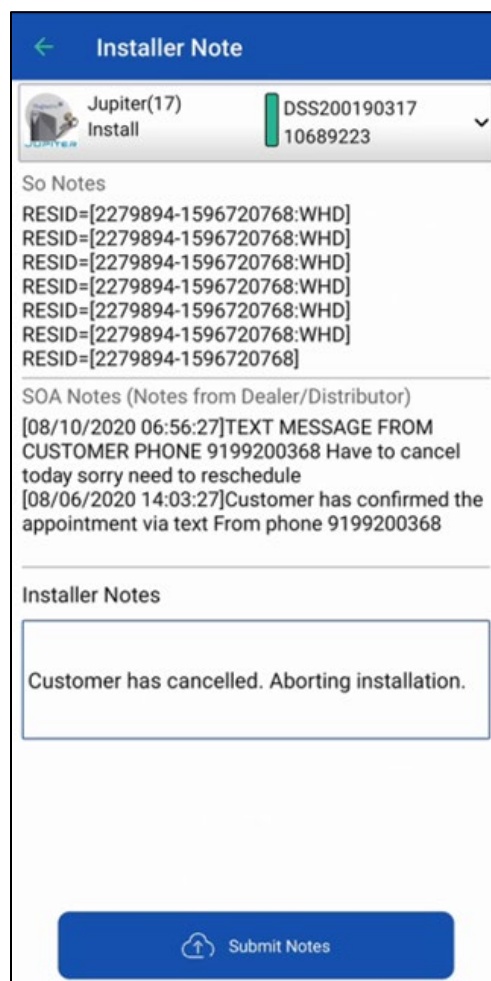 Installer Note
Jupiter(17)
Install
DSS200190317
10689223
JUPITER
So Notes
RESID=[2279894-1596720768:WHD]
RESID=[2279894-1596720768:WHD]
RESID=[2279894-1596720768:WHD]
RESID=[2279894-1596720768:WHD]
RESID=[2279894-1596720768:WHD]
RESID=[2279894-1596720768:WHD]
RESID=[2279894-1596720768]
SOA Notes (Notes from Dealer/Distributor)
[08/10/2020 06:56:27]TEXT MESSAGE FROM
CUSTOMER PHONE 9199200368 Have to cancel
today sorry need to reschedule
[08/06/2020 14:03:27]Customer has confirmed the
appointment via text From phone 9199200368
Installer Notes
Customer has cancelled. Aborting installation.
Submit Notes